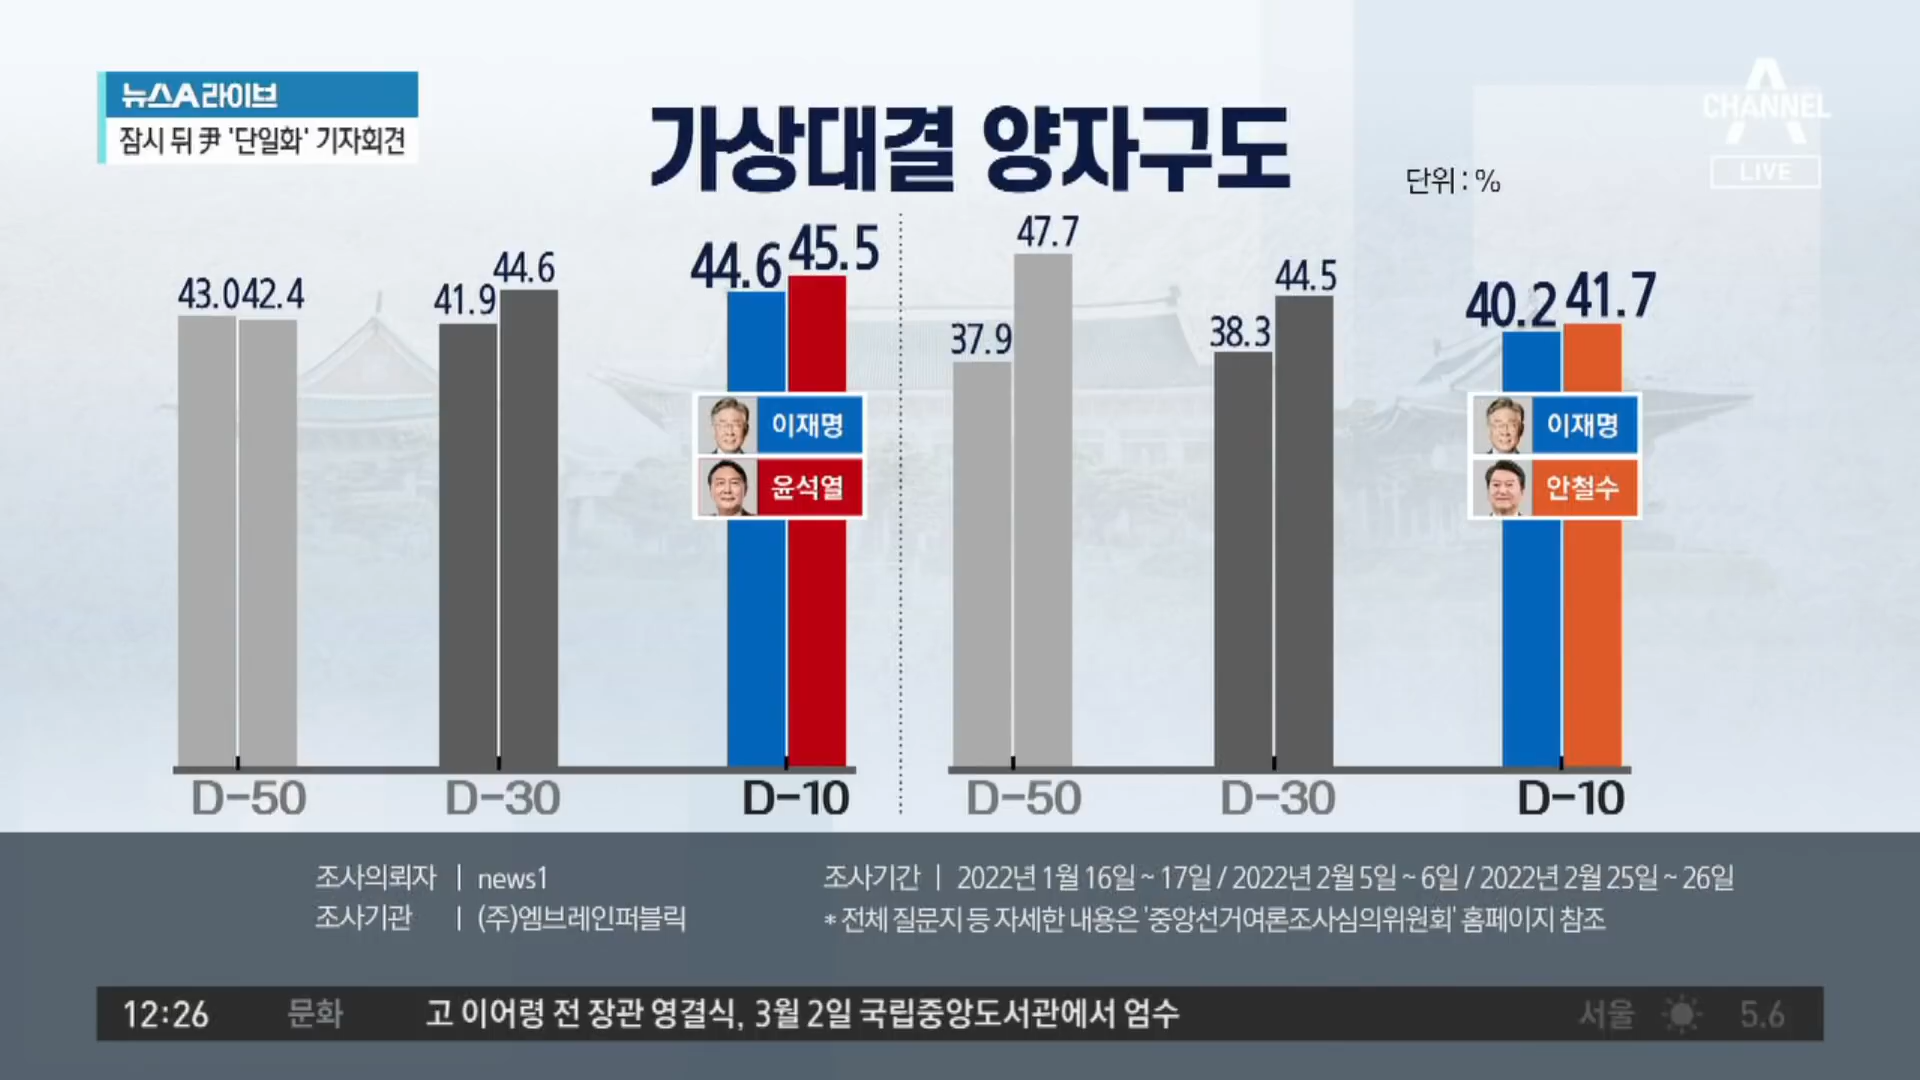 뉴스A라이브
잠시 뒤 尹 '단일화' 기자회견
가상대결 양자구도
단위 : %
CHANNEL A
LIVE
43.0 42.4
41.9 44.6
44.6 45.5
이재명
윤석열
D-50 D-30 D-10
37.9 47.7
38.3 44.5
40.2 41.7
이재명
안철수
D-50 D-30 D-10
조사의뢰자 | news1
조사기관 | (주)엠브레인퍼블릭
조사기간 | 2022년 1월 16일 ~ 17일 / 2022년 2월 5일 ~ 6일 / 2022년 2월 25일 ~ 26일
* 전체 질문지 등 자세한 내용은 '중앙선거여론조사심의위원회' 홈페이지 참조
12:26 문화 고 이어령 전 장관 영결식, 3월 2일 국립중앙도서관에서 엄수 서울 5.6